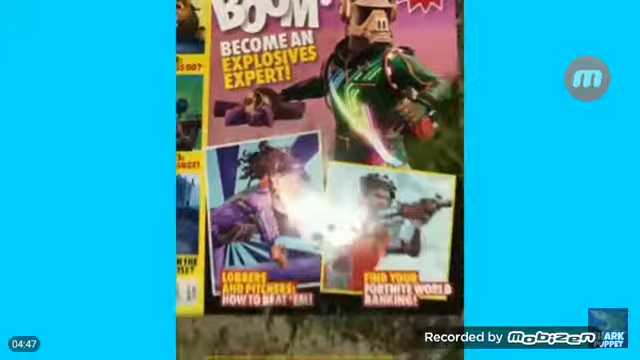 BOOM
BECOME AN
EXPLOSIVES
EXPERT!
LOBBERS
AND PITCHERS:
HOW TO BEAT 'EM!
FIND YOUR
FORTNITE WORLD
RANKING!
04:47
Recorded by MOBIZEN
PUPPET